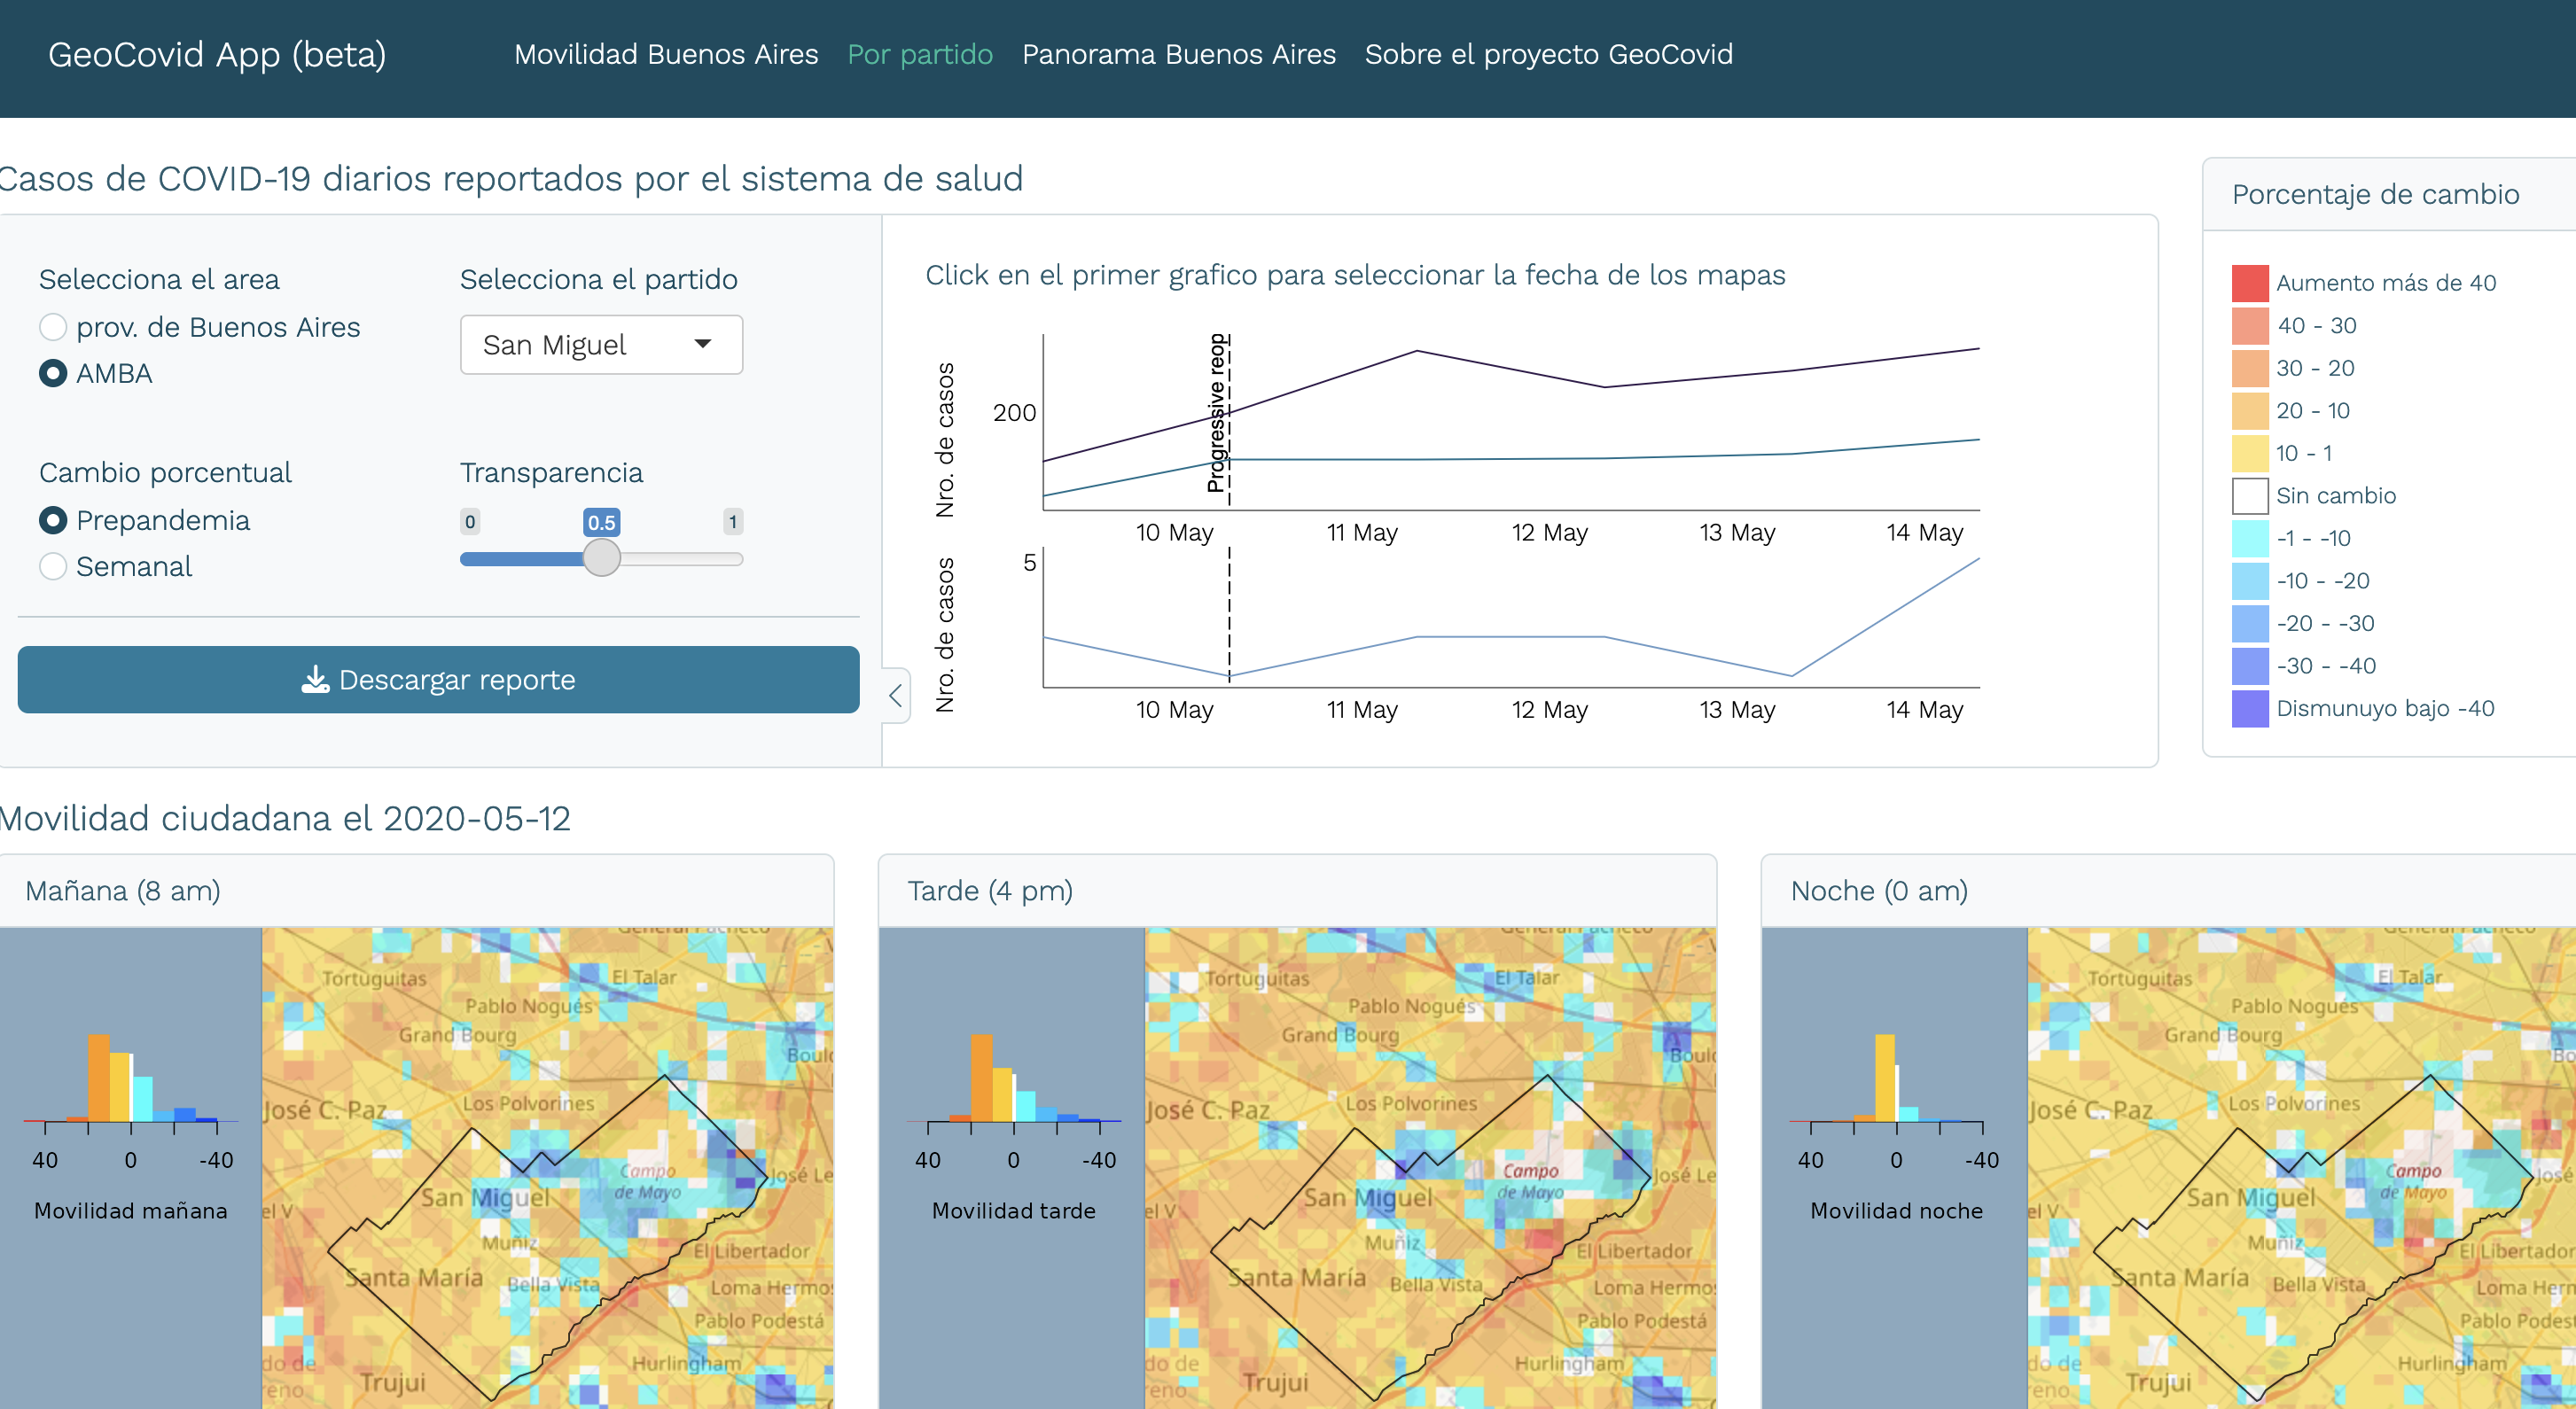 GeoCovid App (beta)
Movilidad Buenos Aires
Por partido
Panorama Buenos Aires
Sobre el proyecto GeoCovid
Casos de COVID-19 diarios reportados por el sistema de salud
Selecciona el area
prov. de Buenos Aires
AMBA
Selecciona el partido
San Miguel
Cambio porcentual
Prepandemia
Semanal
Transparencia
0
0.5
1
Descargar reporte
Click en el primer grafico para seleccionar la fecha de los mapas
Nro. de casos
200
Progressive reop
10 May
11 May
12 May
13 May
14 May
Nro. de casos
5
10 May
11 May
12 May
13 May
14 May
Porcentaje de cambio
Aumento más de 40
40 - 30
30 - 20
20 - 10
10 - 1
Sin cambio
-1 - -10
-10 - -20
-20 - -30
-30 - -40
Dismunuyo bajo -40
Movilidad ciudadana el 2020-05-12
Mañana (8 am)
40
0
-40
Movilidad mañana
General Pacheco
Tortuguitas
El Talar
Pablo Nogués
Grand Bourg
Boulo
José C. Paz
Los Polvorines
Campo
de Mayo
José Le
San Miguel
el V
Muñiz
El Libertador
Santa María
Bella Vista
Loma Hermos
Pablo Podestá
do de
reno
Trujui
Hurlingham
Tarde (4 pm)
40
0
-40
Movilidad tarde
General Pacheco
Tortuguitas
El Talar
Pablo Nogués
Grand Bourg
Boul
José C. Paz
Los Polvorines
Campo
de Mayo
José Le
San Miguel
el V
Muñiz
El Libertador
Santa María
Bella Vista
Loma Hermos
Pablo Podestá
do de
reno
Trujui
Hurlingham
Noche (0 am)
40
0
-40
Movilidad noche
General Pacheco
Tortuguitas
El Talar
Pablo Nogués
Grand Bourg
Bo
José C. Paz
Los Polvorines
Campo
de Mayo
José
San Miguel
el V
Muñiz
El Libertador
Santa María
Bella Vista
Loma Herm
Pablo Podest
do de
reno
Trujui
Hurlingham